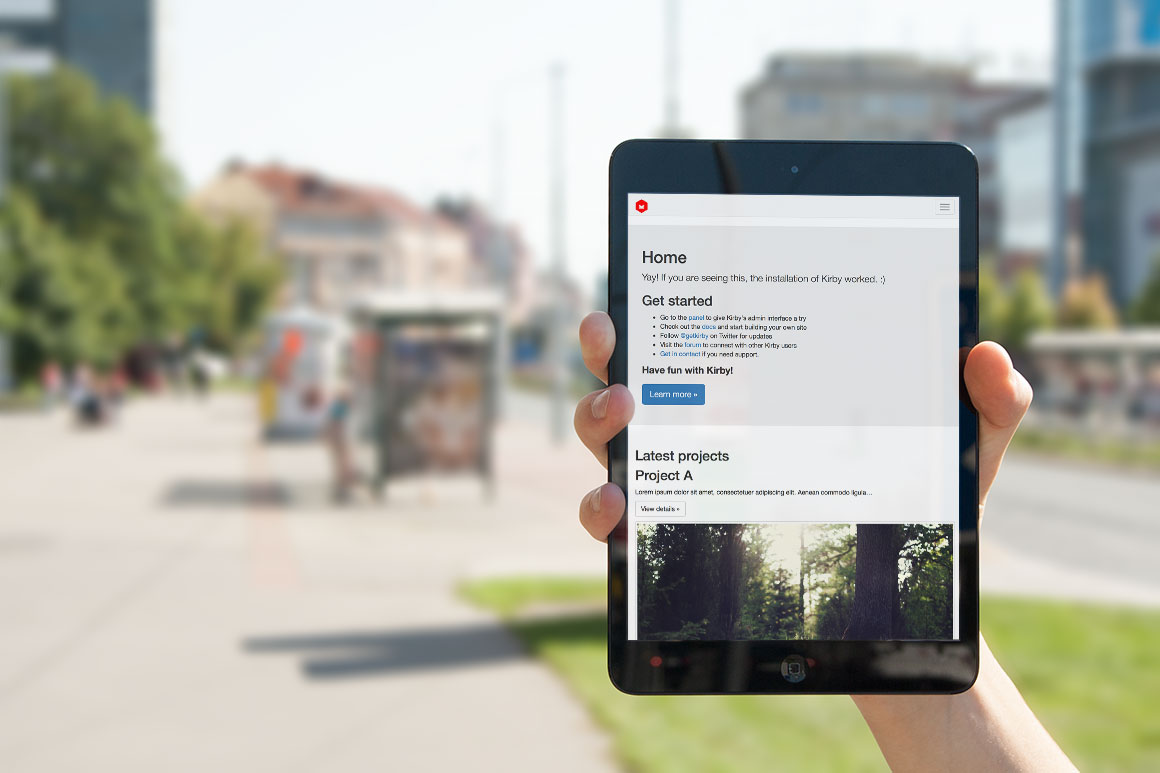 Home
Yay! If you are seeing this, the installation of Kirby worked. :)
Get started
Go to the panel to give Kirby's admin interface a try
Check out the docs and start building your own site
Follow @getkirby on Twitter for updates
Visit the forum to connect with other Kirby users
Get in contact if you need support.
Have fun with Kirby!
Learn more »
Latest projects
Project A
Lorem ipsum dolor sit amet, consectetuer adipiscing elit. Aenean commodo ligula…
View details »